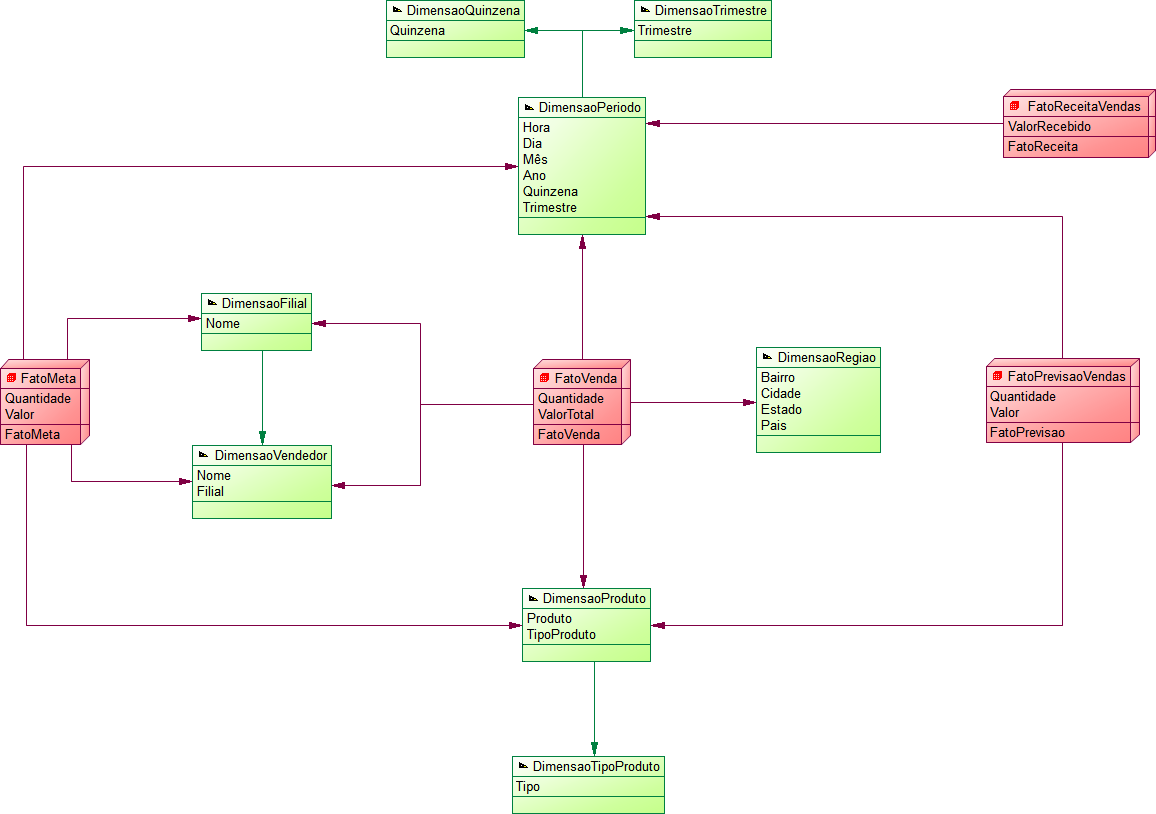 DimensaoQuinzena
Quinzena
DimensaoTrimestre
Trimestre
DimensaoPeriodo
Hora
Dia
Mês
Ano
Quinzena
Trimestre
FatoReceitaVendas
ValorRecebido
FatoReceita
DimensaoFilial
Nome
FatoMeta
Quantidade
Valor
FatoMeta
DimensaoVendedor
Nome
Filial
FatoVenda
Quantidade
ValorTotal
FatoVenda
DimensaoRegiao
Bairro
Cidade
Estado
Pais
FatoPrevisaoVendas
Quantidade
Valor
FatoPrevisao
DimensaoProduto
Produto
TipoProduto
DimensaoTipoProduto
Tipo